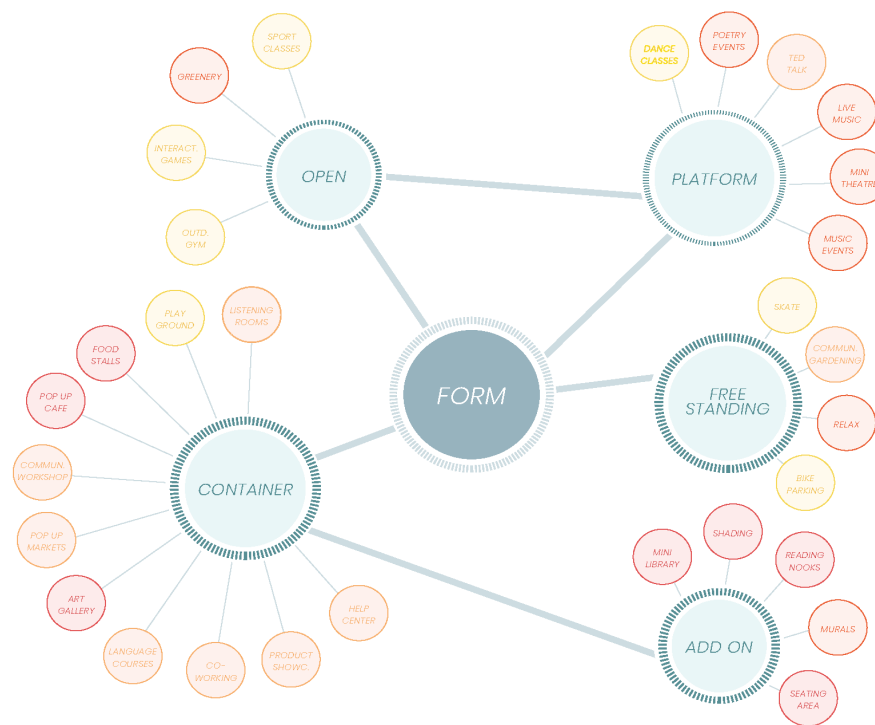 SPORT
CLASSES
GREENERY
INTERACT.
GAMES
OUTD.
GYM
OPEN
DANCE
CLASSES
POETRY
EVENTS
TED
TALK
LIVE
MUSIC
MINI
THEATRE
MUSIC
EVENTS
PLATFORM
FORM
LISTENING
ROOMS
PLAY
GROUND
FOOD
STALLS
POP UP
CAFE
COMMUN.
WORKSHOP
POP UP
MARKETS
ART
GALLERY
LANGUAGE
COURSES
CO-
WORKING
PRODUCT
SHOWC.
HELP
CENTER
CONTAINER
SKATE
COMMUN.
GARDENING
RELAX
BIKE
PARKING
FREE
STANDING
MINI
LIBRARY
SHADING
READING
NOOKS
MURALS
SEATING
AREA
ADD ON